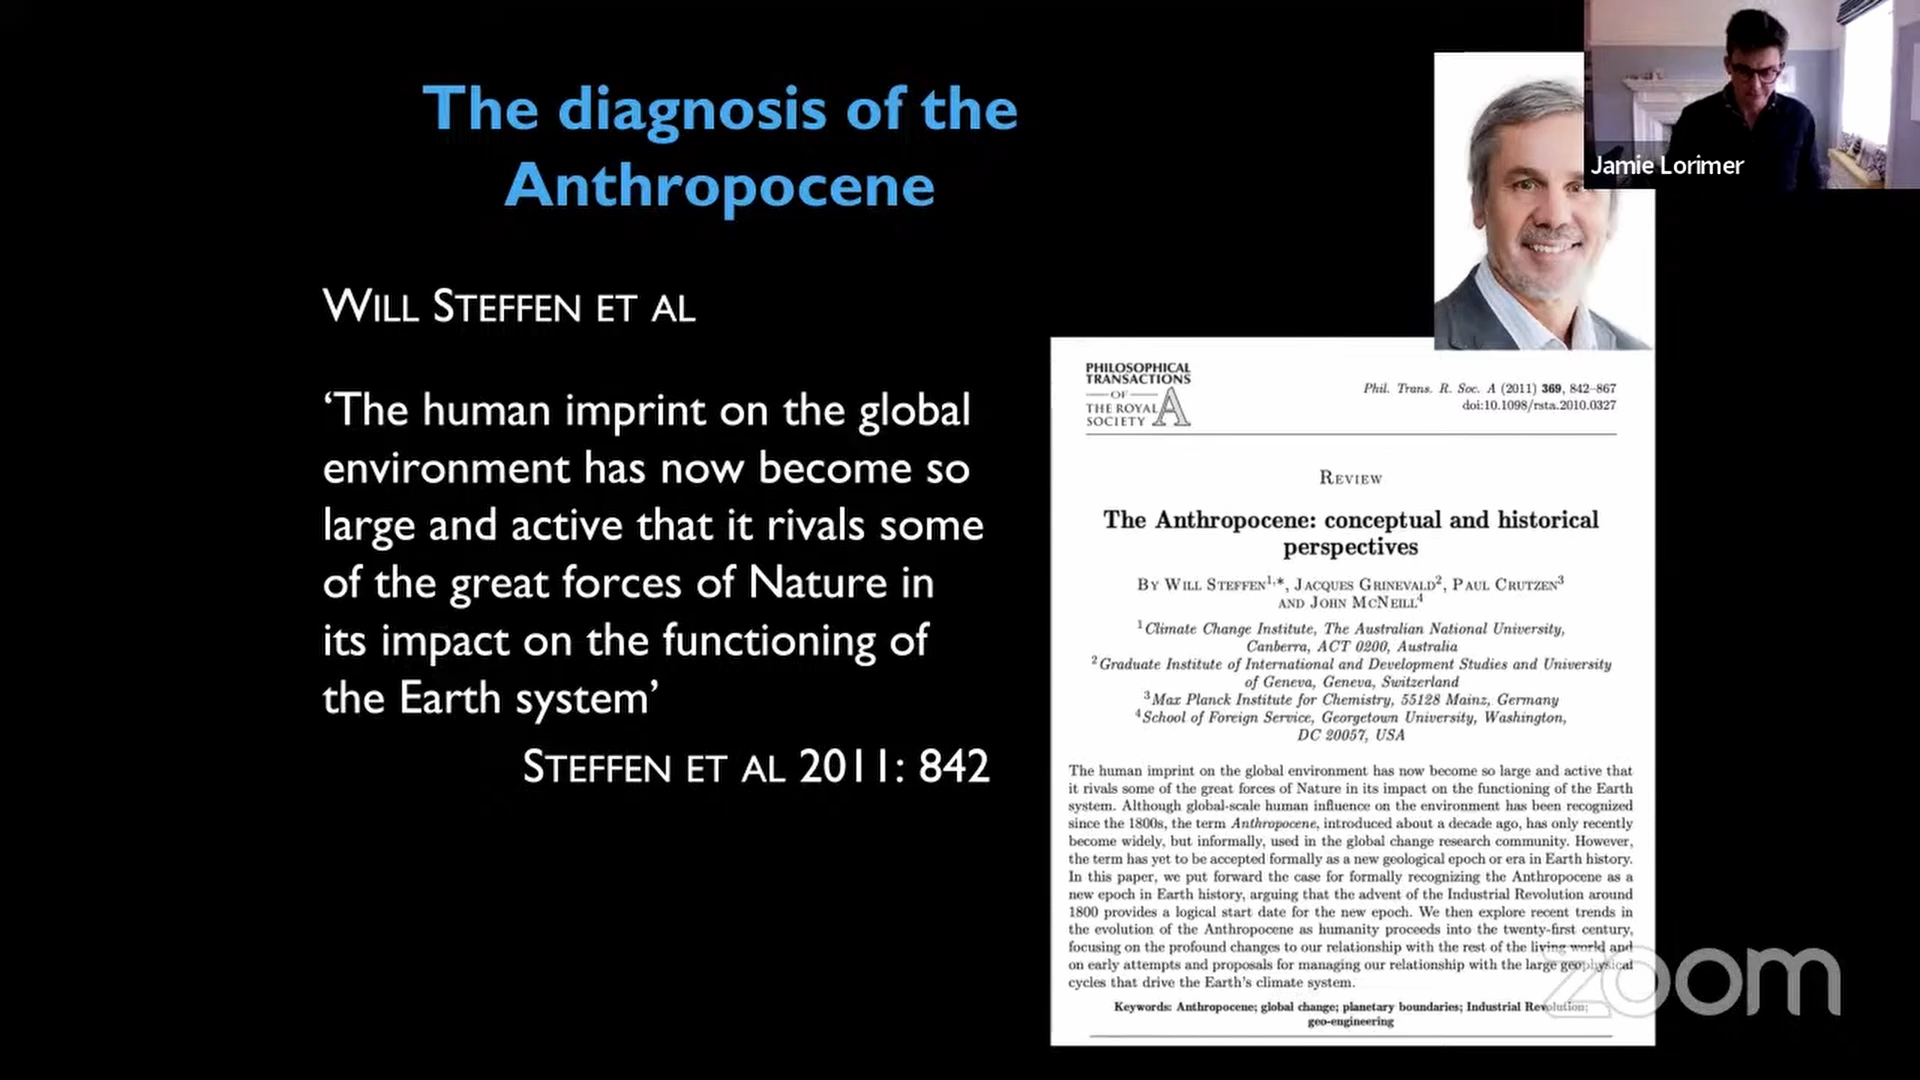 The diagnosis of the
Anthropocene
WILL STEFFEN ET AL
‘The human imprint on the global
environment has now become so
large and active that it rivals some
of the great forces of Nature in
its impact on the functioning of
the Earth system’
STEFFEN ET AL 2011: 842
Jamie Lorimer
PHILOSOPHICAL
TRANSACTIONS
OF
THE ROYAL
SOCIETY A
Phil. Trans. R. Soc. A (2011) 369, 842–867
doi:10.1098/rsta.2010.0327
REVIEW
The Anthropocene: conceptual and historical
perspectives
BY WILL STEFFEN1,*, JACQUES GRINEVALD2, PAUL CRUTZEN3
AND JOHN MCNEILL4
1Climate Change Institute, The Australian National University,
Canberra, ACT 0200, Australia
2Graduate Institute of International and Development Studies and University
of Geneva, Geneva, Switzerland
3Max Planck Institute for Chemistry, 55128 Mainz, Germany
4School of Foreign Service, Georgetown University, Washington,
DC 20057, USA
The human imprint on the global environment has now become so large and active that
it rivals some of the great forces of Nature in its impact on the functioning of the Earth
system. Although global-scale human influence on the environment has been recognized
since the 1800s, the term Anthropocene, introduced about a decade ago, has only recently
become widely, but informally, used in the global change research community. However,
the term has yet to be accepted formally as a new geological epoch or era in Earth history.
In this paper, we put forward the case for formally recognizing the Anthropocene as a
new epoch in Earth history, arguing that the advent of the Industrial Revolution around
1800 provides a logical start date for the new epoch. We then explore recent trends in
the evolution of the Anthropocene as humanity proceeds into the twenty-first century,
focusing on the profound changes to our relationship with the rest of the living world and
on early attempts and proposals for managing our relationship with the large geophysical
cycles that drive the Earth's climate system.
Keywords: Anthropocene; global change; planetary boundaries; Industrial Revolution;
geo-engineering
zoom